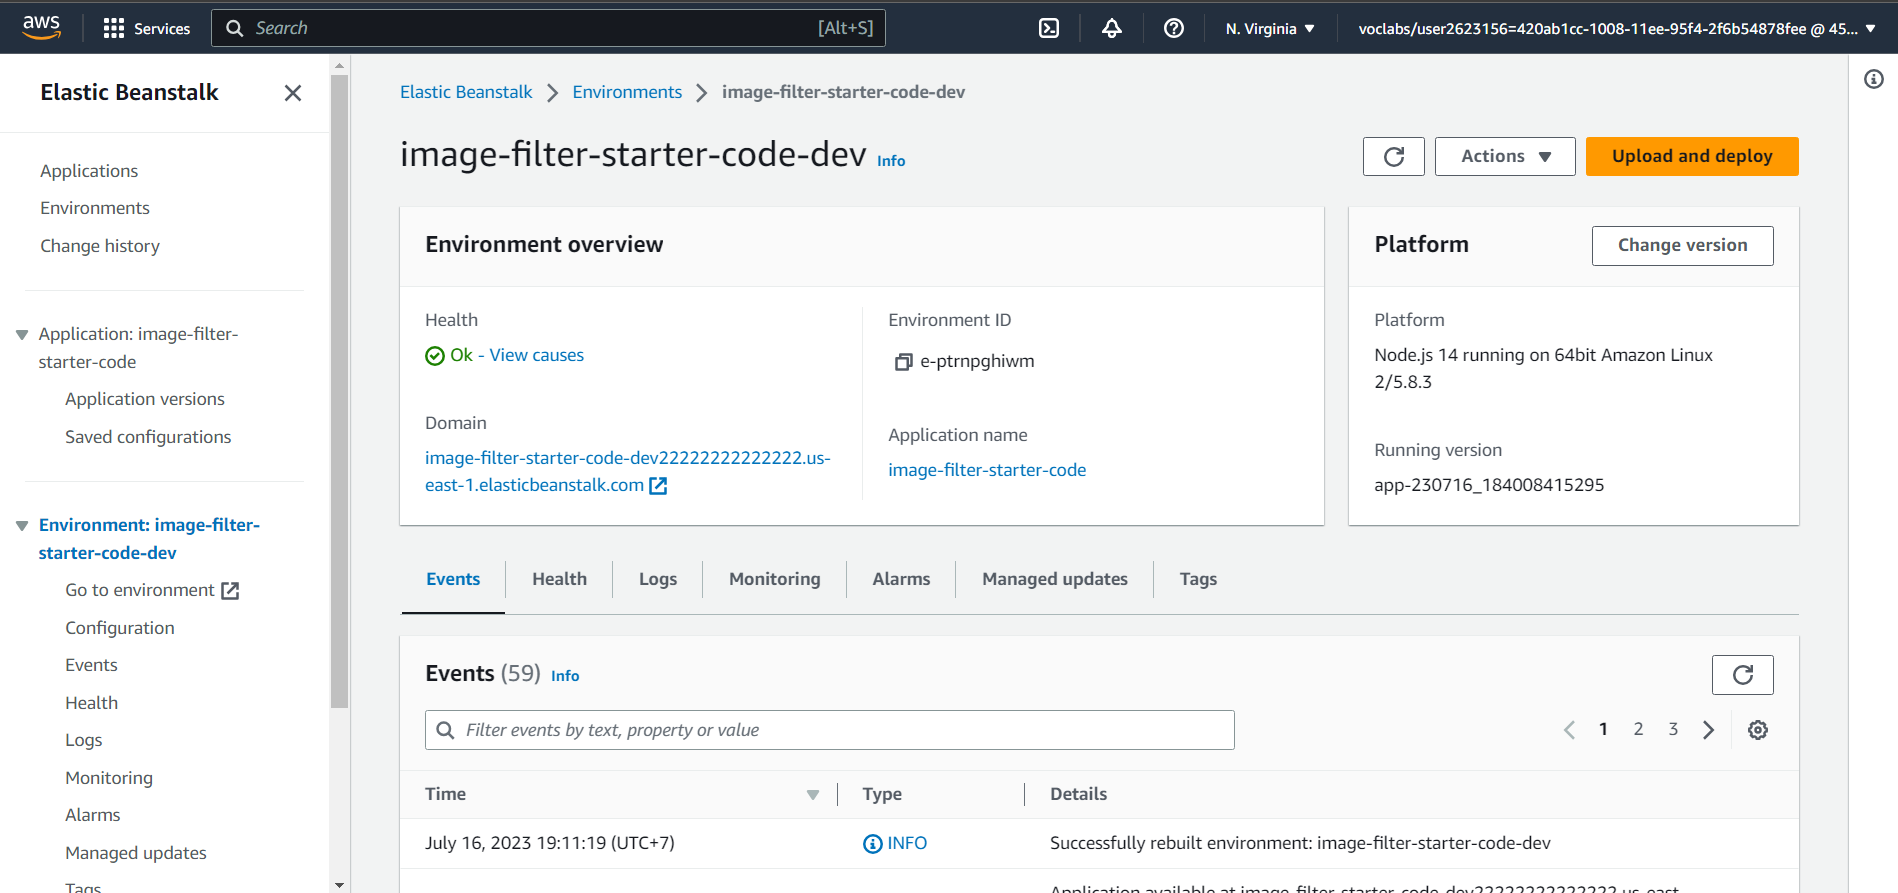 aws
Services
Search [Alt+S]
N. Virginia
voclabs/user2623156=420ab1cc-1008-11ee-95f4-2f6b54878fee @ 45...
Elastic Beanstalk
Applications
Environments
Change history
Application: image-filter-
starter-code
Application versions
Saved configurations
Environment: image-filter-
starter-code-dev
Go to environment
Configuration
Events
Health
Logs
Monitoring
Alarms
Managed updates
Tags
Elastic Beanstalk > Environments > image-filter-starter-code-dev
image-filter-starter-code-dev Info
Actions
Upload and deploy
Environment overview
Health
Ok - View causes
Domain
image-filter-starter-code-dev22222222222222.us-
east-1.elasticbeanstalk.com
Environment ID
e-ptrnpghiwm
Application name
image-filter-starter-code
Platform
Change version
Platform
Node.js 14 running on 64bit Amazon Linux
2/5.8.3
Running version
app-230716_184008415295
Events Health Logs Monitoring Alarms Managed updates Tags
Events (59) Info
Filter events by text, property or value
1 2 3
Time Type Details
July 16, 2023 19:11:19 (UTC+7) INFO Successfully rebuilt environment: image-filter-starter-code-dev
Application available at image-filter-starter-code-dev22222222222222.us-east-